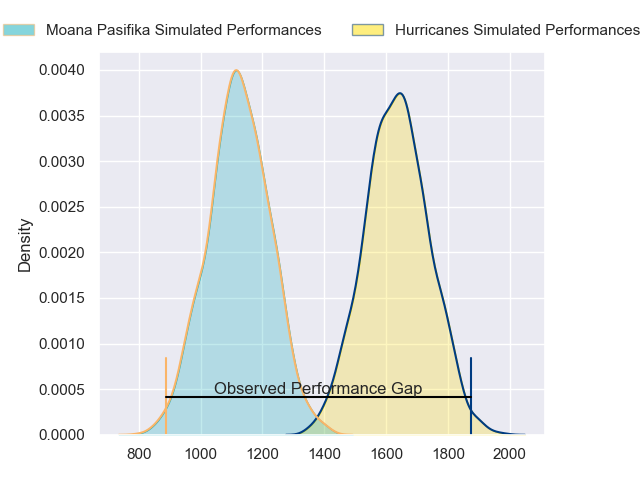 Moana Pasifika Simulated Performances Hurricanes Simulated Performances
0.0040
0.0035
0.0030
0.0025
0.0020
0.0015
0.0010
0.0005
0.0000
Density
Observed Performance Gap
800 1000 1200 1400 1600 1800 2000